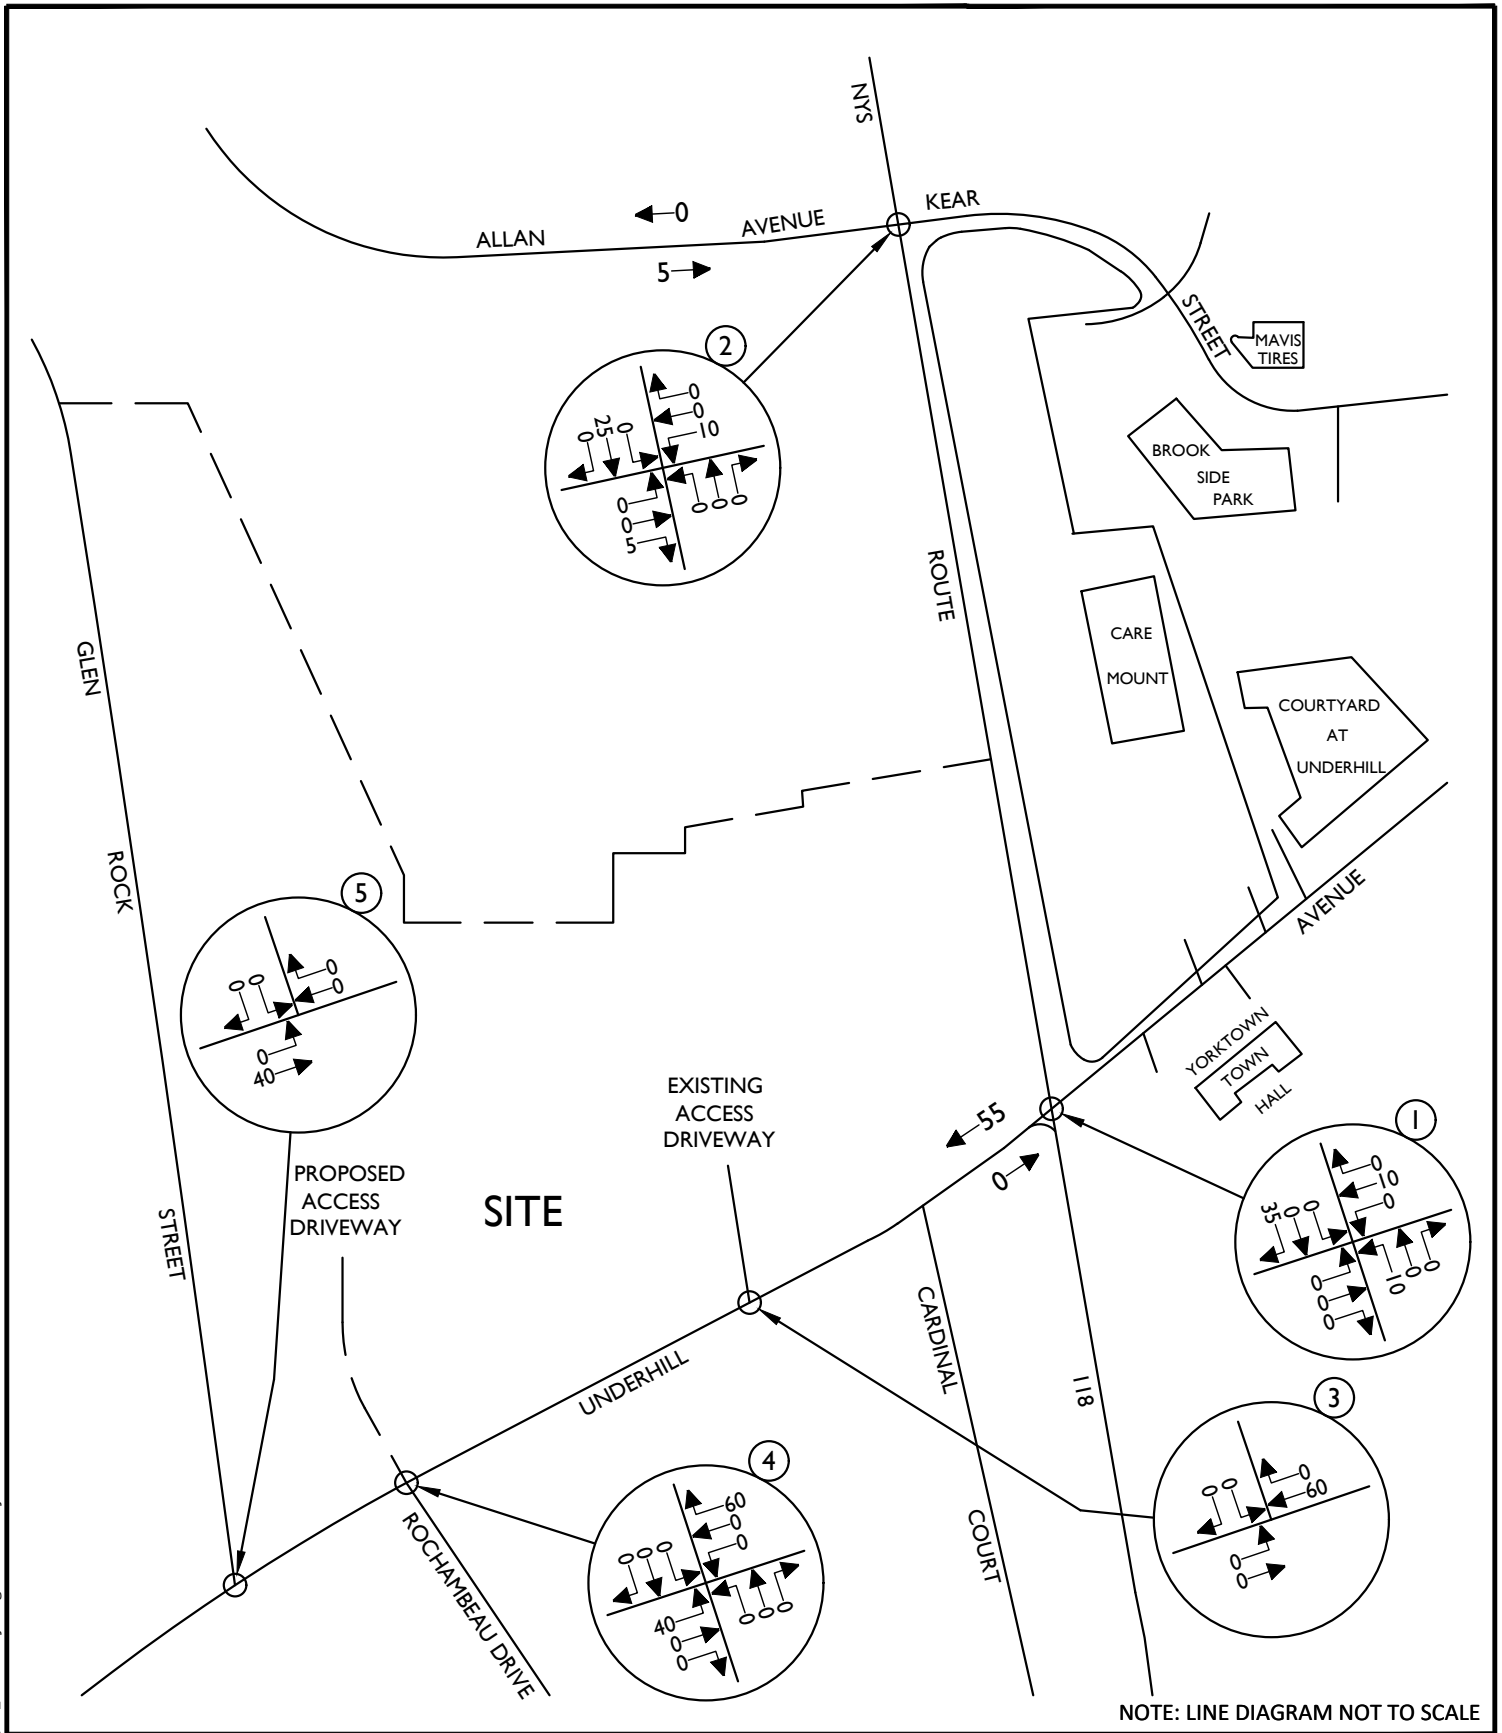 NYS
KEAR
0
AVENUE
ALLAN
5
STREET
MAVIS
TIRES
2
0
0
10
0
25
0
0
0
5
0
0
0
BROOK
SIDE
PARK
ROUTE
CARE
MOUNT
GLEN
COURTYARD
AT
UNDERHILL
ROCK
AVENUE
5
0
0
0
0
0
40
YORKTOWN
TOWN
HALL
EXISTING
ACCESS
DRIVEWAY
55
0
1
0
10
0
35
0
0
0
0
0
10
0
0
PROPOSED
ACCESS
DRIVEWAY
SITE
STREET
CARDINAL
UNDERHILL
118
3
0
60
0
0
0
0
4
60
0
0
0
0
0
40
0
0
0
0
0
COURT
ROCHAMBEAU DRIVE
NOTE: LINE DIAGRAM NOT TO SCALE